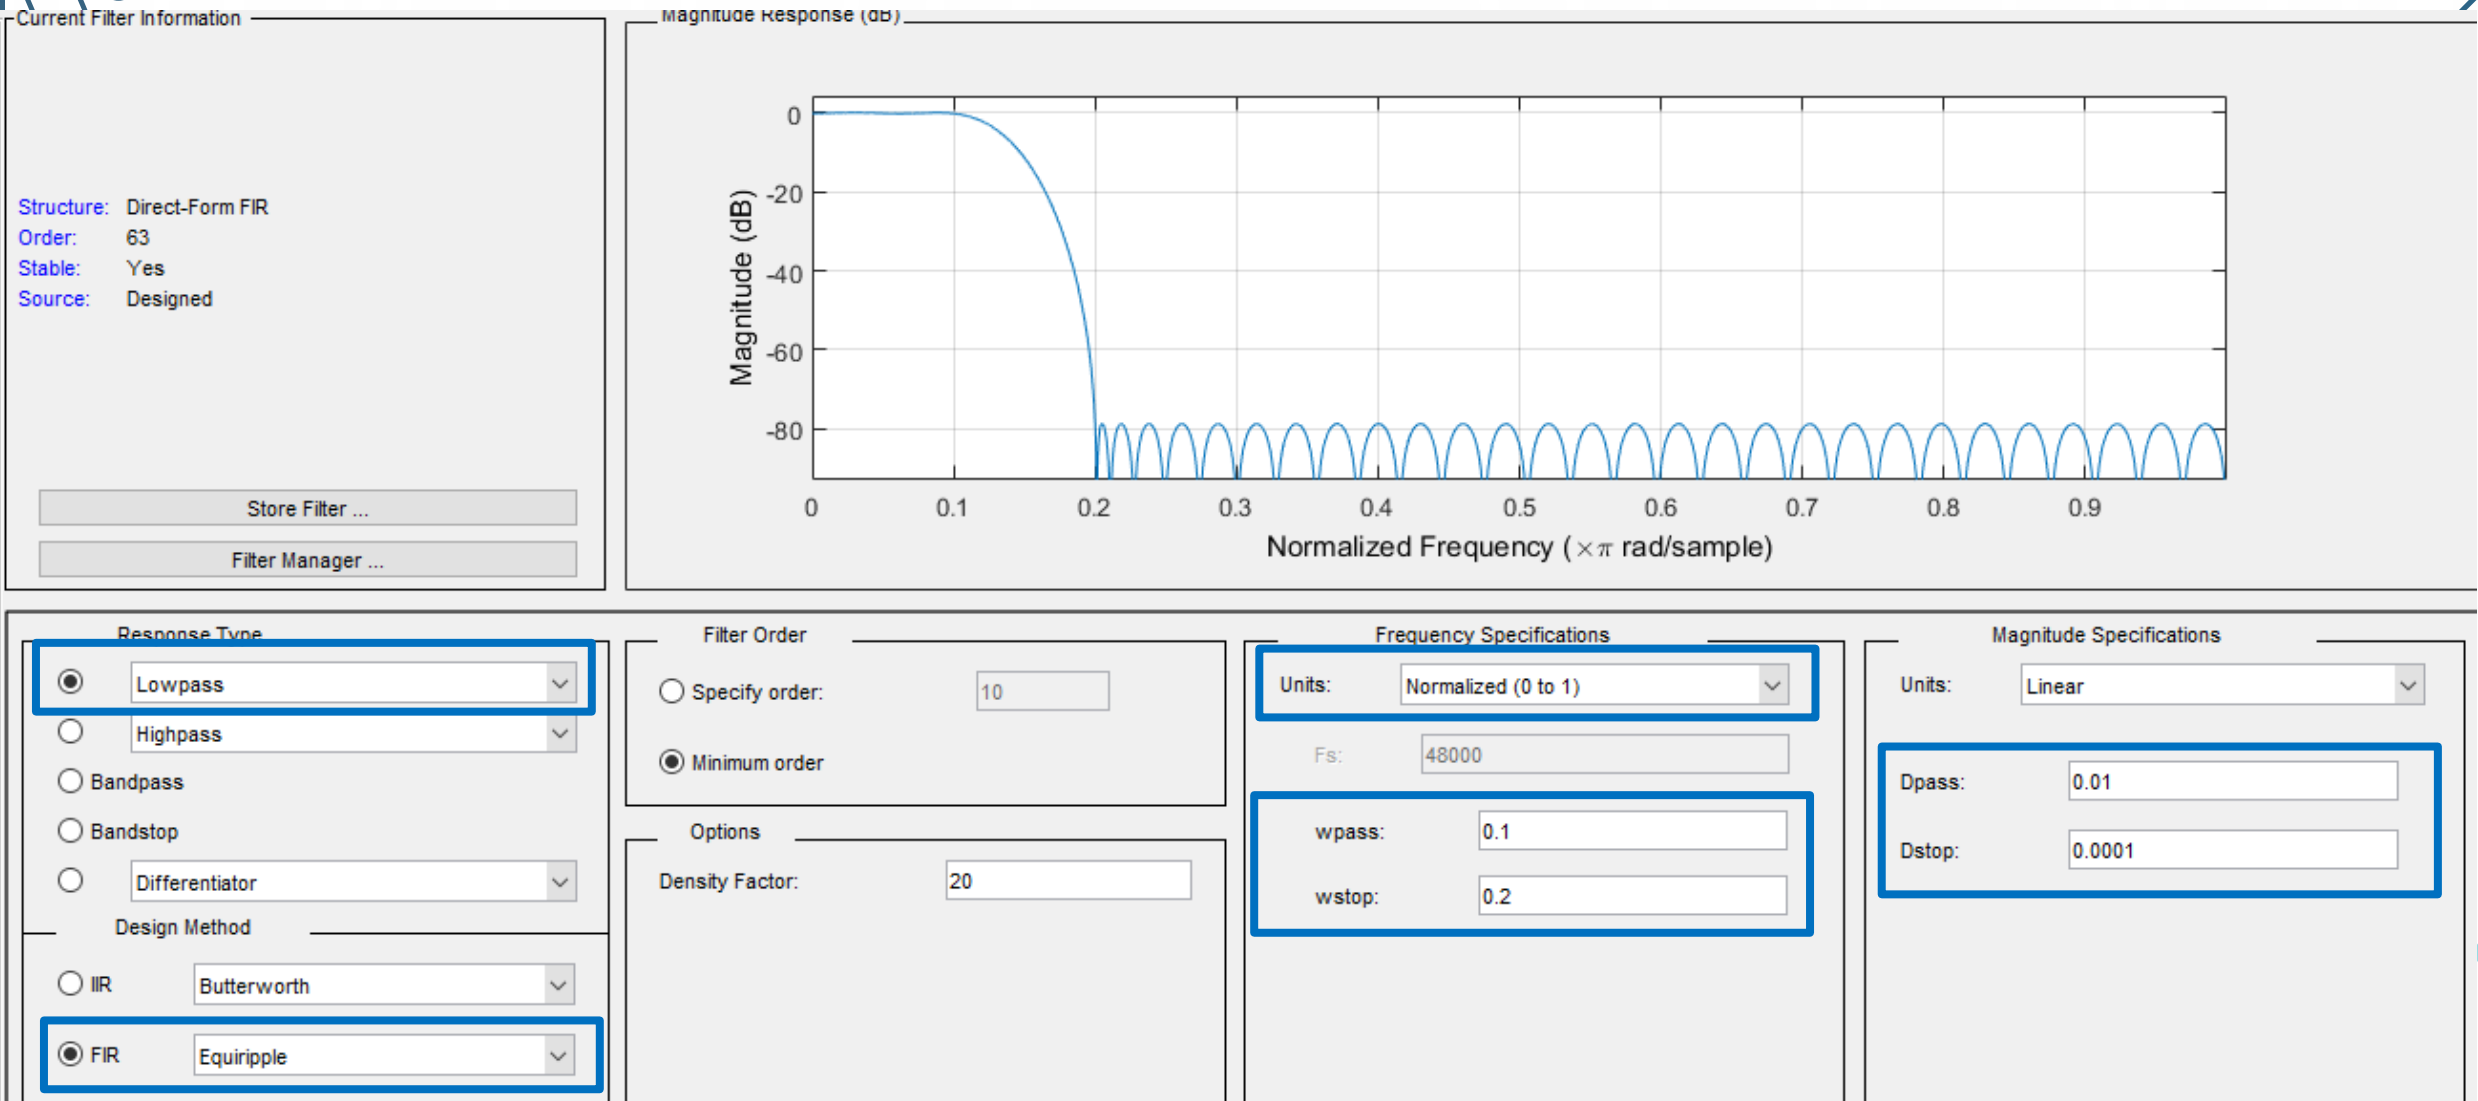 Current Filter Information
Structure: Direct-Form FIR
Order: 63
Stable: Yes
Source: Designed
Store Filter ...
Filter Manager ...
Magnitude Response (dB)
0
-20
-40
-60
-80
Magnitude (dB)
0 0.1 0.2 0.3 0.4 0.5 0.6 0.7 0.8 0.9
Normalized Frequency (×π rad/sample)
Response Type
Lowpass
Highpass
Bandpass
Bandstop
Differentiator
Design Method
IIR Butterworth
FIR Equiripple
Filter Order
Specify order: 10
Minimum order
Options
Density Factor: 20
Frequency Specifications
Units: Normalized (0 to 1)
Fs: 48000
wpass: 0.1
wstop: 0.2
Magnitude Specifications
Units: Linear
Dpass: 0.01
Dstop: 0.0001